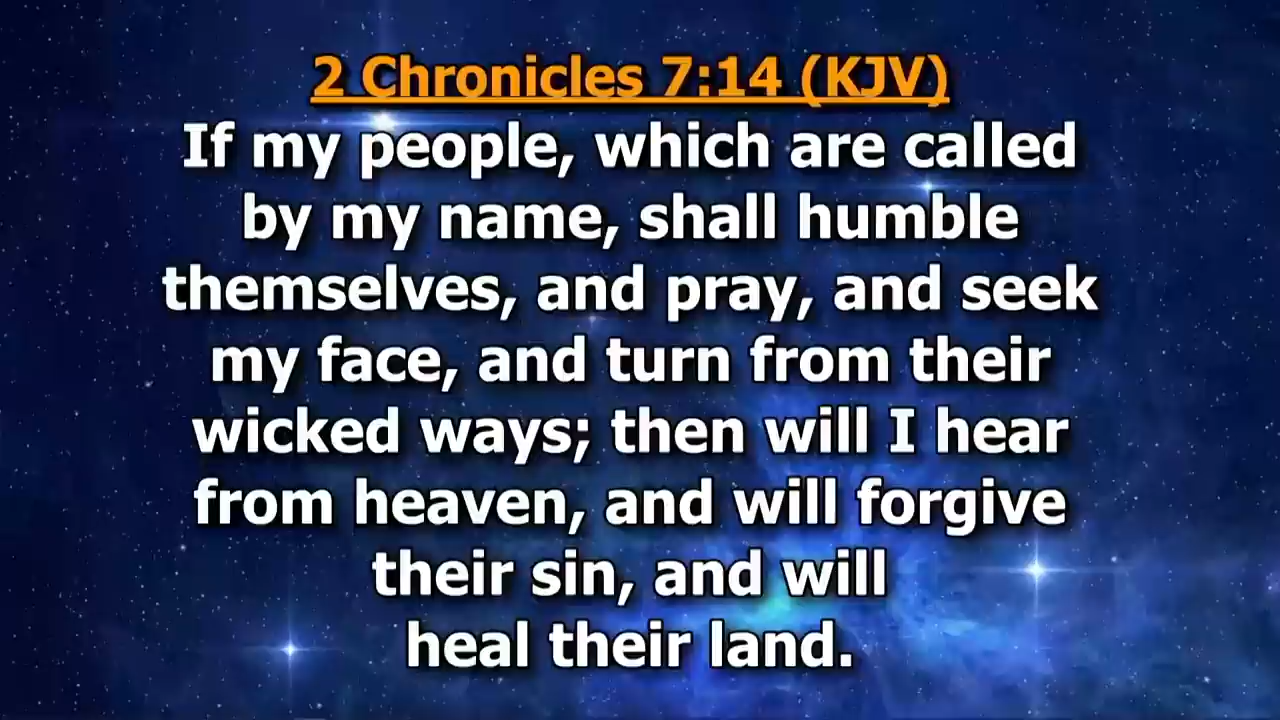 2 Chronicles 7:14 (KJV)
If my people, which are called
by my name, shall humble
themselves, and pray, and seek
my face, and turn from their
wicked ways; then will I hear
from heaven, and will forgive
their sin, and will
heal their land.